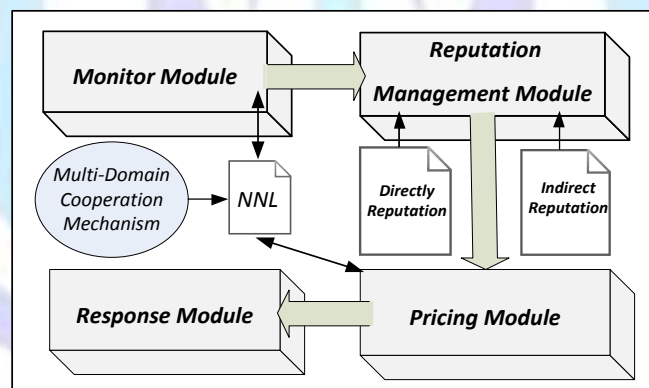 Monitor Module
Reputation
Management Module
Multi-Domain
Cooperation
Mechanism
NNL
Directly
Reputation
Indirect
Reputation
Response Module
Pricing Module